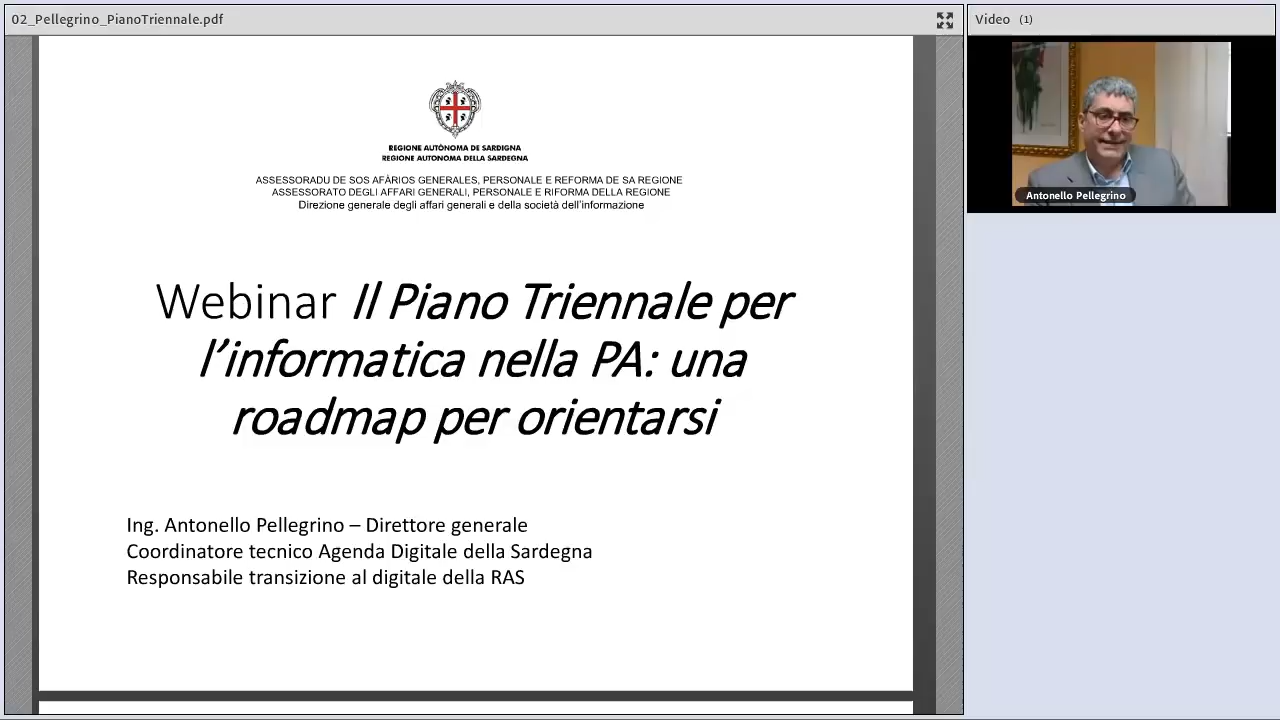 02_Pellegrino_PianoTriennale.pdf
Video (1)
REGIONE AUTÒNOMA DE SARDIGNA
REGIONE AUTONOMA DELLA SARDEGNA
ASSESSORADU DE SOS AFÀRIOS GENERALES, PERSONALE E REFORMA DE SA REGIONE
ASSESSORATO DEGLI AFFARI GENERALI, PERSONALE E RIFORMA DELLA REGIONE
Direzione generale degli affari generali e della società dell'informazione
Webinar Il Piano Triennale per
l’informatica nella PA: una
roadmap per orientarsi
Ing. Antonello Pellegrino – Direttore generale
Coordinatore tecnico Agenda Digitale della Sardegna
Responsabile transizione al digitale della RAS
Antonello Pellegrino